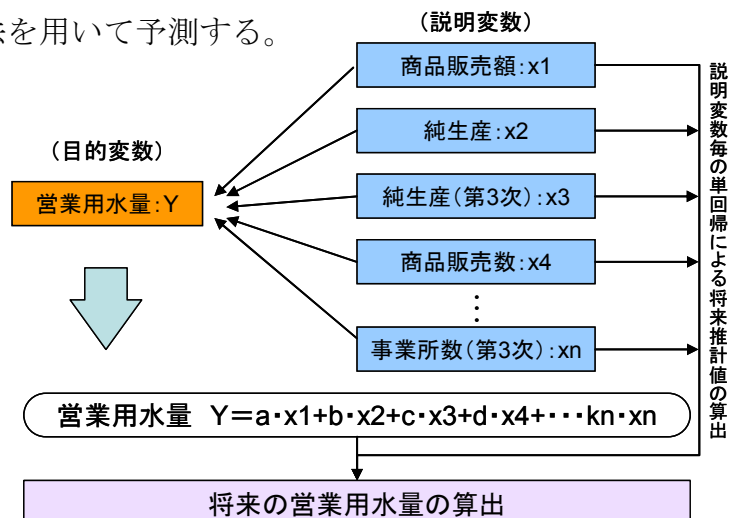 を用いて予測する。
(説明変数)
商品販売額:x1
純生産:x2
(目的変数)
営業用水量:Y
純生産(第3次):x3
商品販売数:x4
⋮
事業所数(第3次):xn
説明変数毎の単回帰による将来推計値の算出
営業用水量 Y=a・x1+b・x2+c・x3+d・x4+・・・kn・xn
将来の営業用水量の算出